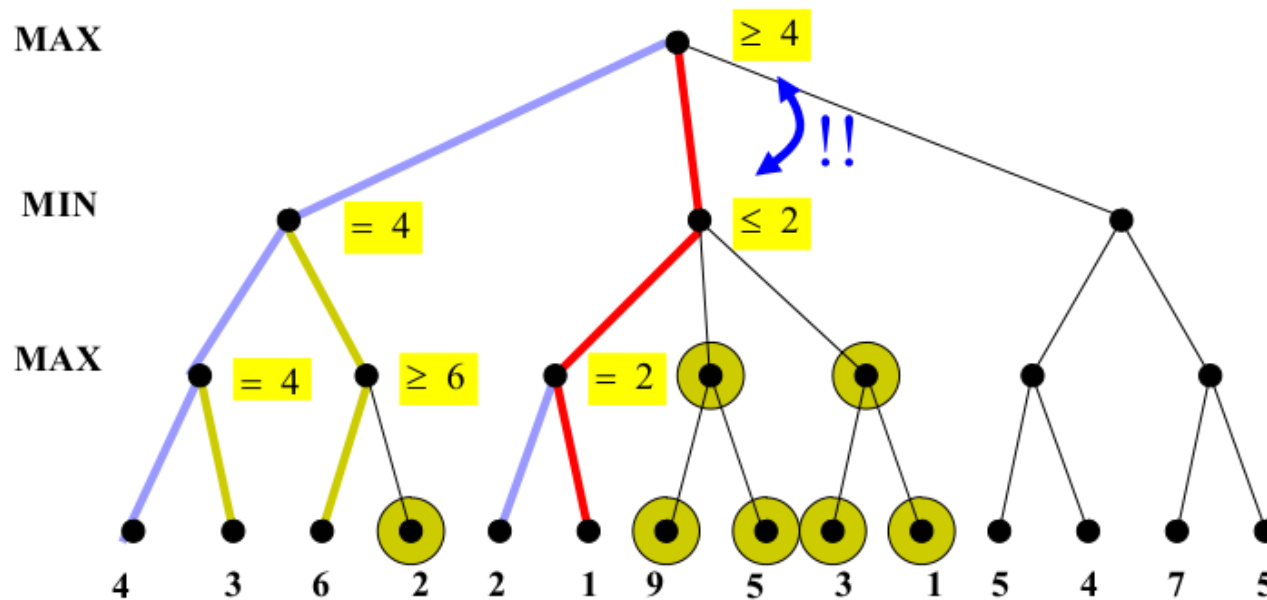 MAX ≥ 4
!!
MIN = 4 ≤ 2
MAX = 4 ≥ 6 = 2
4 3 6 2 2 1 9 5 3 1 5 4 7 5